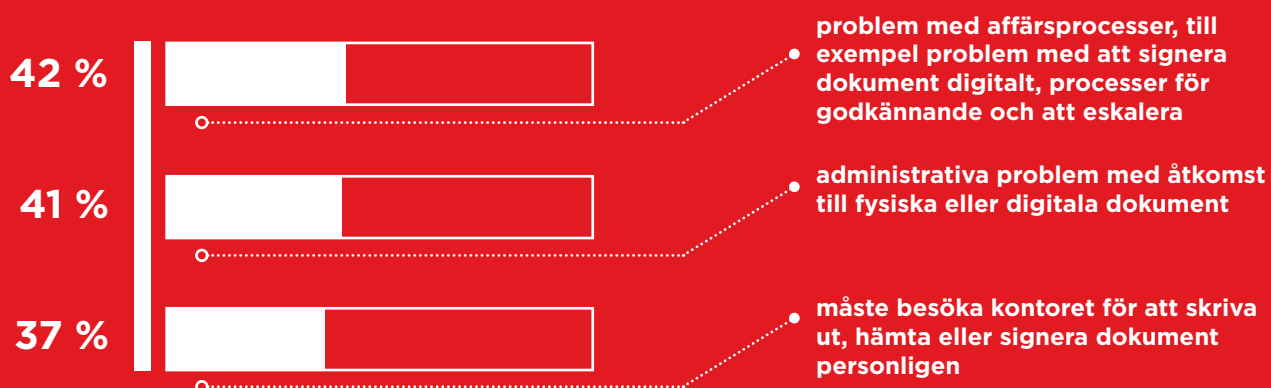 42 %
problem med affärsprocesser, till
exempel problem med att signera
dokument digitalt, processer för
godkännande och att eskalera
41 %
administrativa problem med åtkomst
till fysiska eller digitala dokument
37 %
måste besöka kontoret för att skriva
ut, hämta eller signera dokument
personligen